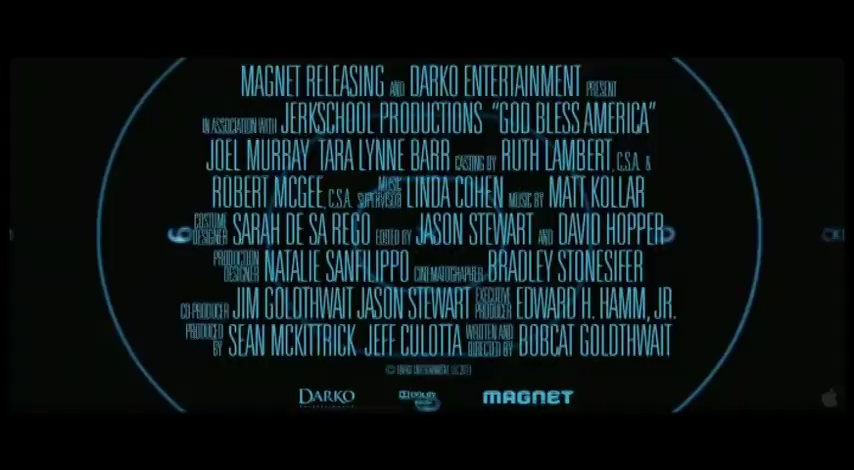 MAGNET RELEASING AND DARKO ENTERTAINMENT PRESENT
IN ASSOCIATION WITH JERKSCHOOL PRODUCTIONS "GOD BLESS AMERICA"
JOEL MURRAY TARA LYNNE BARR CASTING BY RUTH LAMBERT, C.S.A. &
ROBERT MCGEE, C.S.A. MUSIC SUPERVISOR LINDA COHEN MUSIC BY MATT KOLLAR
COSTUME DESIGNER SARAH DE SA REGO EDITED BY JASON STEWART AND DAVID HOPPER
PRODUCTION DESIGNER NATALIE SANFILIPPO CINEMATOGRAPHER BRADLEY STONESIFER
CO-PRODUCER JIM GOLDTHWAIT JASON STEWART EXECUTIVE PRODUCER EDWARD H. HAMM, JR.
PRODUCED BY SEAN MCKITTRICK JEFF CULOTTA WRITTEN AND DIRECTED BY BOBCAT GOLDTHWAIT
DARKO
ENTERTAINMENT
DOLBY
MAGNET